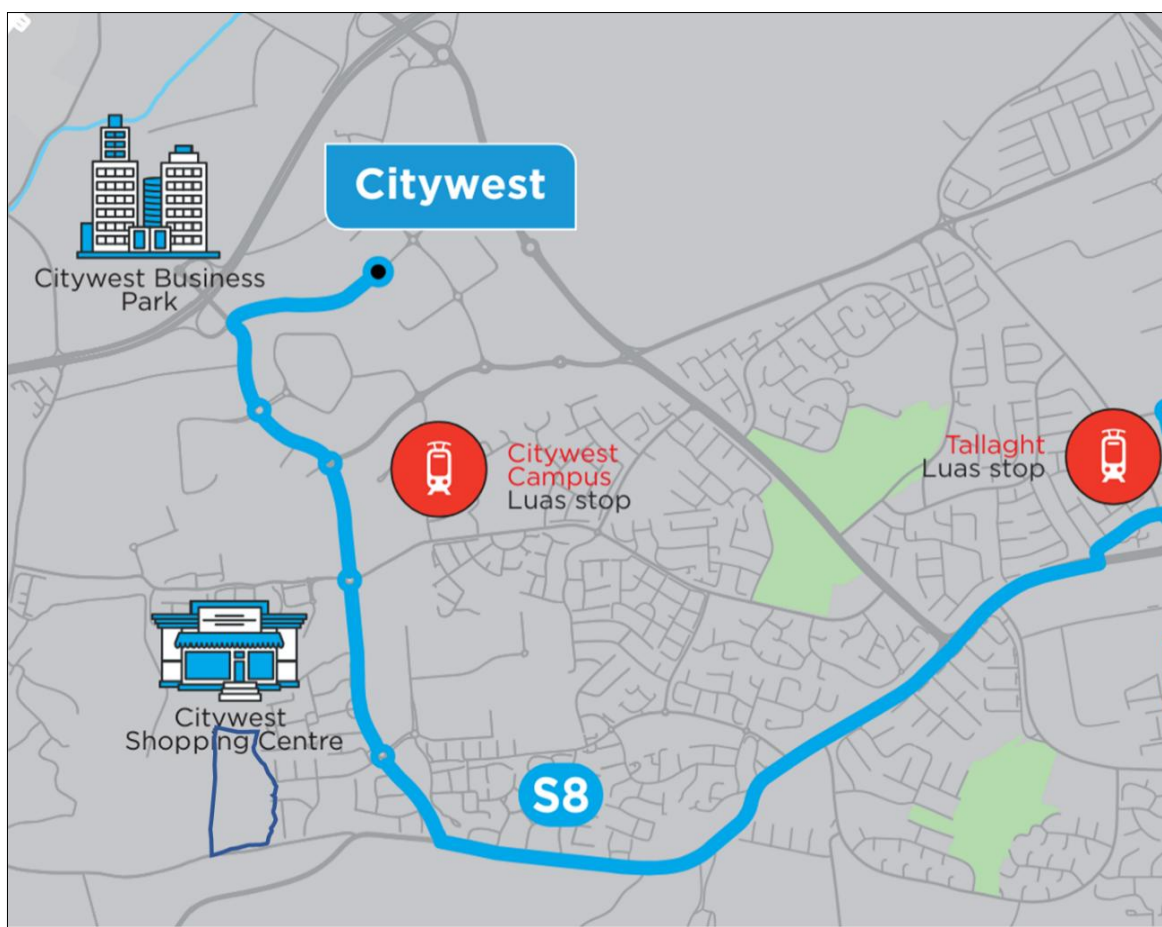 Citywest
Citywest Business
Park
Citywest
Campus
Luas stop
Tallaght
Luas stop
Citywest
Shopping Centre
S8